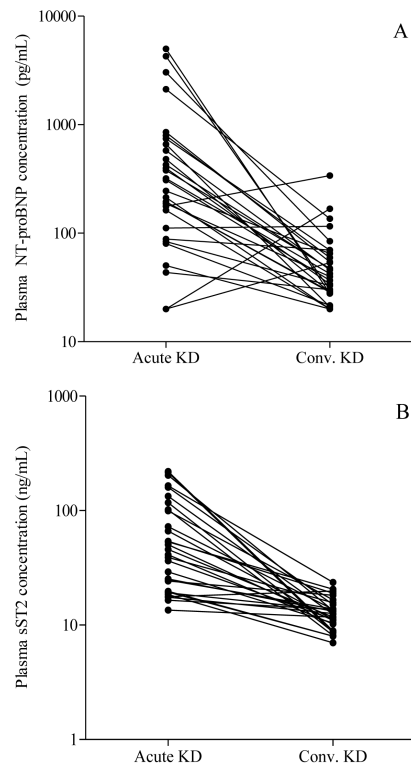 A
Plasma NT-proBNP concentration (pg/mL)
10000
1000
100
10
Acute KD
Conv. KD
B
Plasma sST2 concentration (ng/mL)
1000
100
10
1
Acute KD
Conv. KD